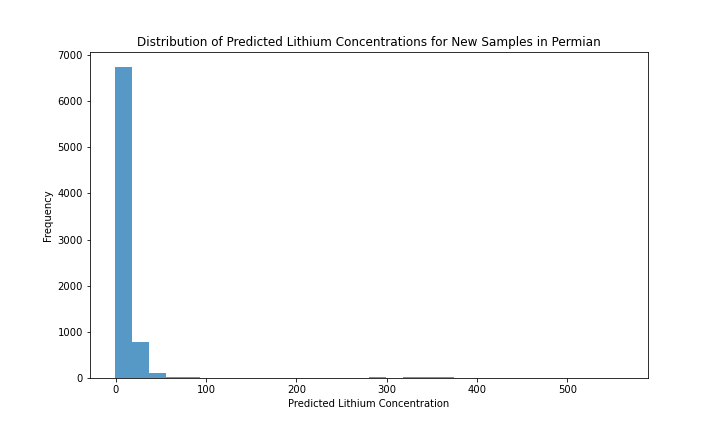 Distribution of Predicted Lithium Concentrations for New Samples in Permian
7000
6000
5000
4000
3000
2000
1000
0
Frequency
0 100 200 300 400 500
Predicted Lithium Concentration